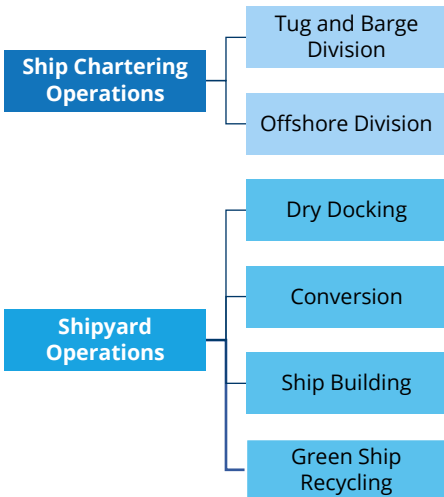 Ship Chartering
Operations
Tug and Barge
Division
Offshore Division
Shipyard
Operations
Dry Docking
Conversion
Ship Building
Green Ship
Recycling